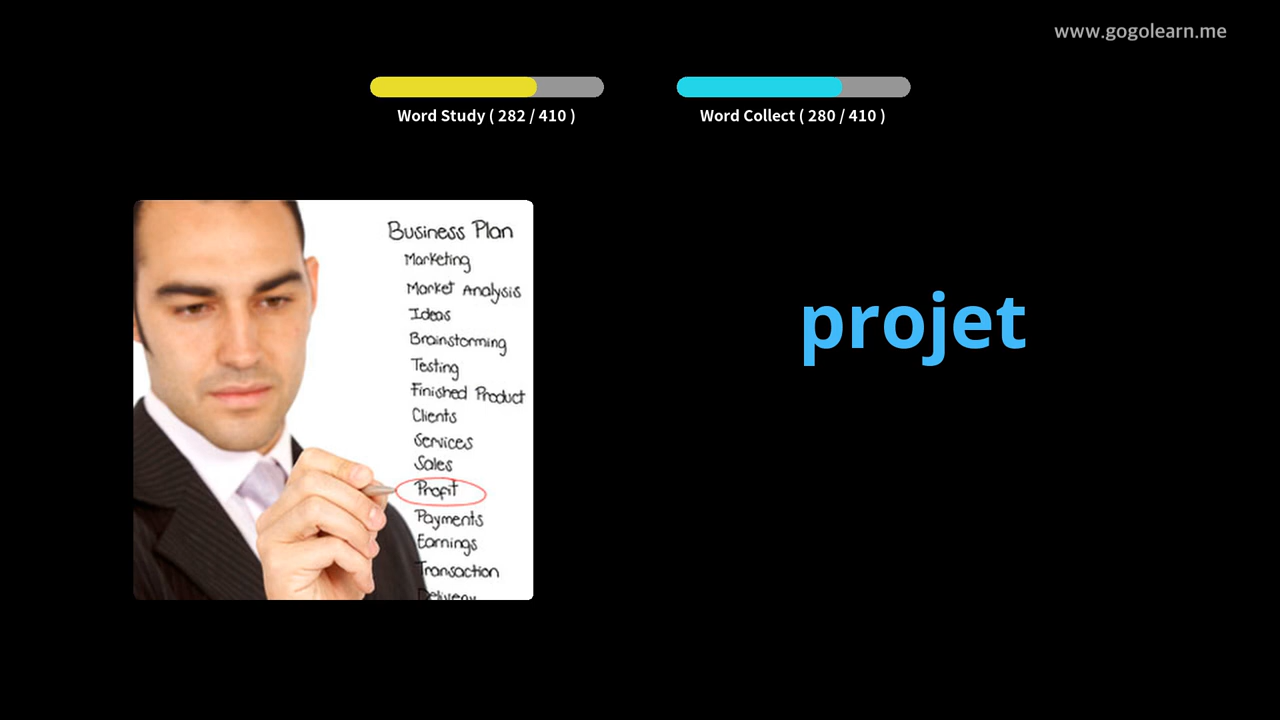 www.gogolearn.me
Word Study ( 282 / 410 )
Word Collect ( 280 / 410 )
Business Plan
Marketing
Market Analysis
Ideas
Brainstorming
Testing
Finished Product
Clients
Services
Sales
Profit
Payments
Earnings
Transaction
Delivery
projet